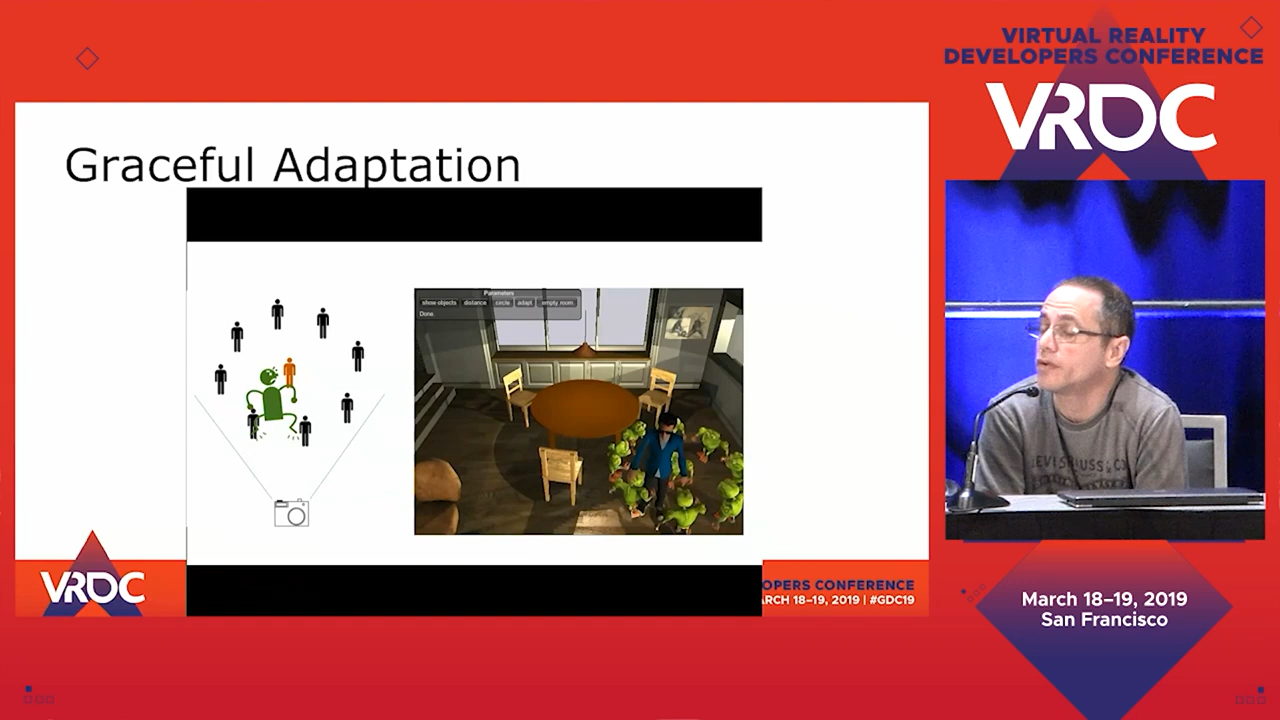 VIRTUAL REALITY
DEVELOPERS CONFERENCE
VRDC
Graceful Adaptation
Parameters
show objects distance circle adapt empty room
Done.
VRDC
OPERS CONFERENCE
ARCH 18–19, 2019 | #GDC19
March 18–19, 2019
San Francisco